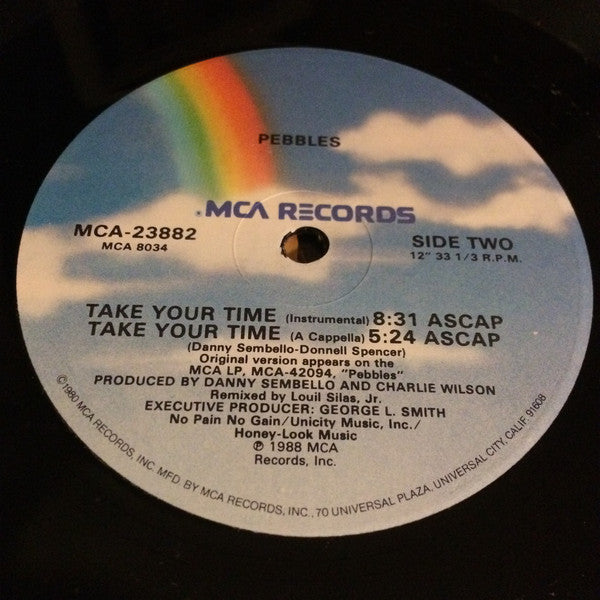 PEBBLES
MCA RECORDS
MCA-23882
MCA 8034
SIDE TWO
12" 33 1/3 R.P.M.
TAKE YOUR TIME (Instrumental) 8:31 ASCAP
TAKE YOUR TIME (A Cappella) 5:24 ASCAP
(Danny Sembello-Donnell Spencer)
Original version appears on the
MCA LP, MCA-42094, "Pebbles"
PRODUCED BY DANNY SEMBELLO AND CHARLIE WILSON
Remixed by Louil Silas, Jr.
EXECUTIVE PRODUCER: GEORGE L. SMITH
No Pain No Gain/Unicity Music, Inc./
Honey-Look Music
℗ 1988 MCA
Records, Inc.
©1980 MCA RECORDS, INC. MFD. BY MCA RECORDS, INC., 70 UNIVERSAL PLAZA, UNIVERSAL CITY, CALIF. 91608